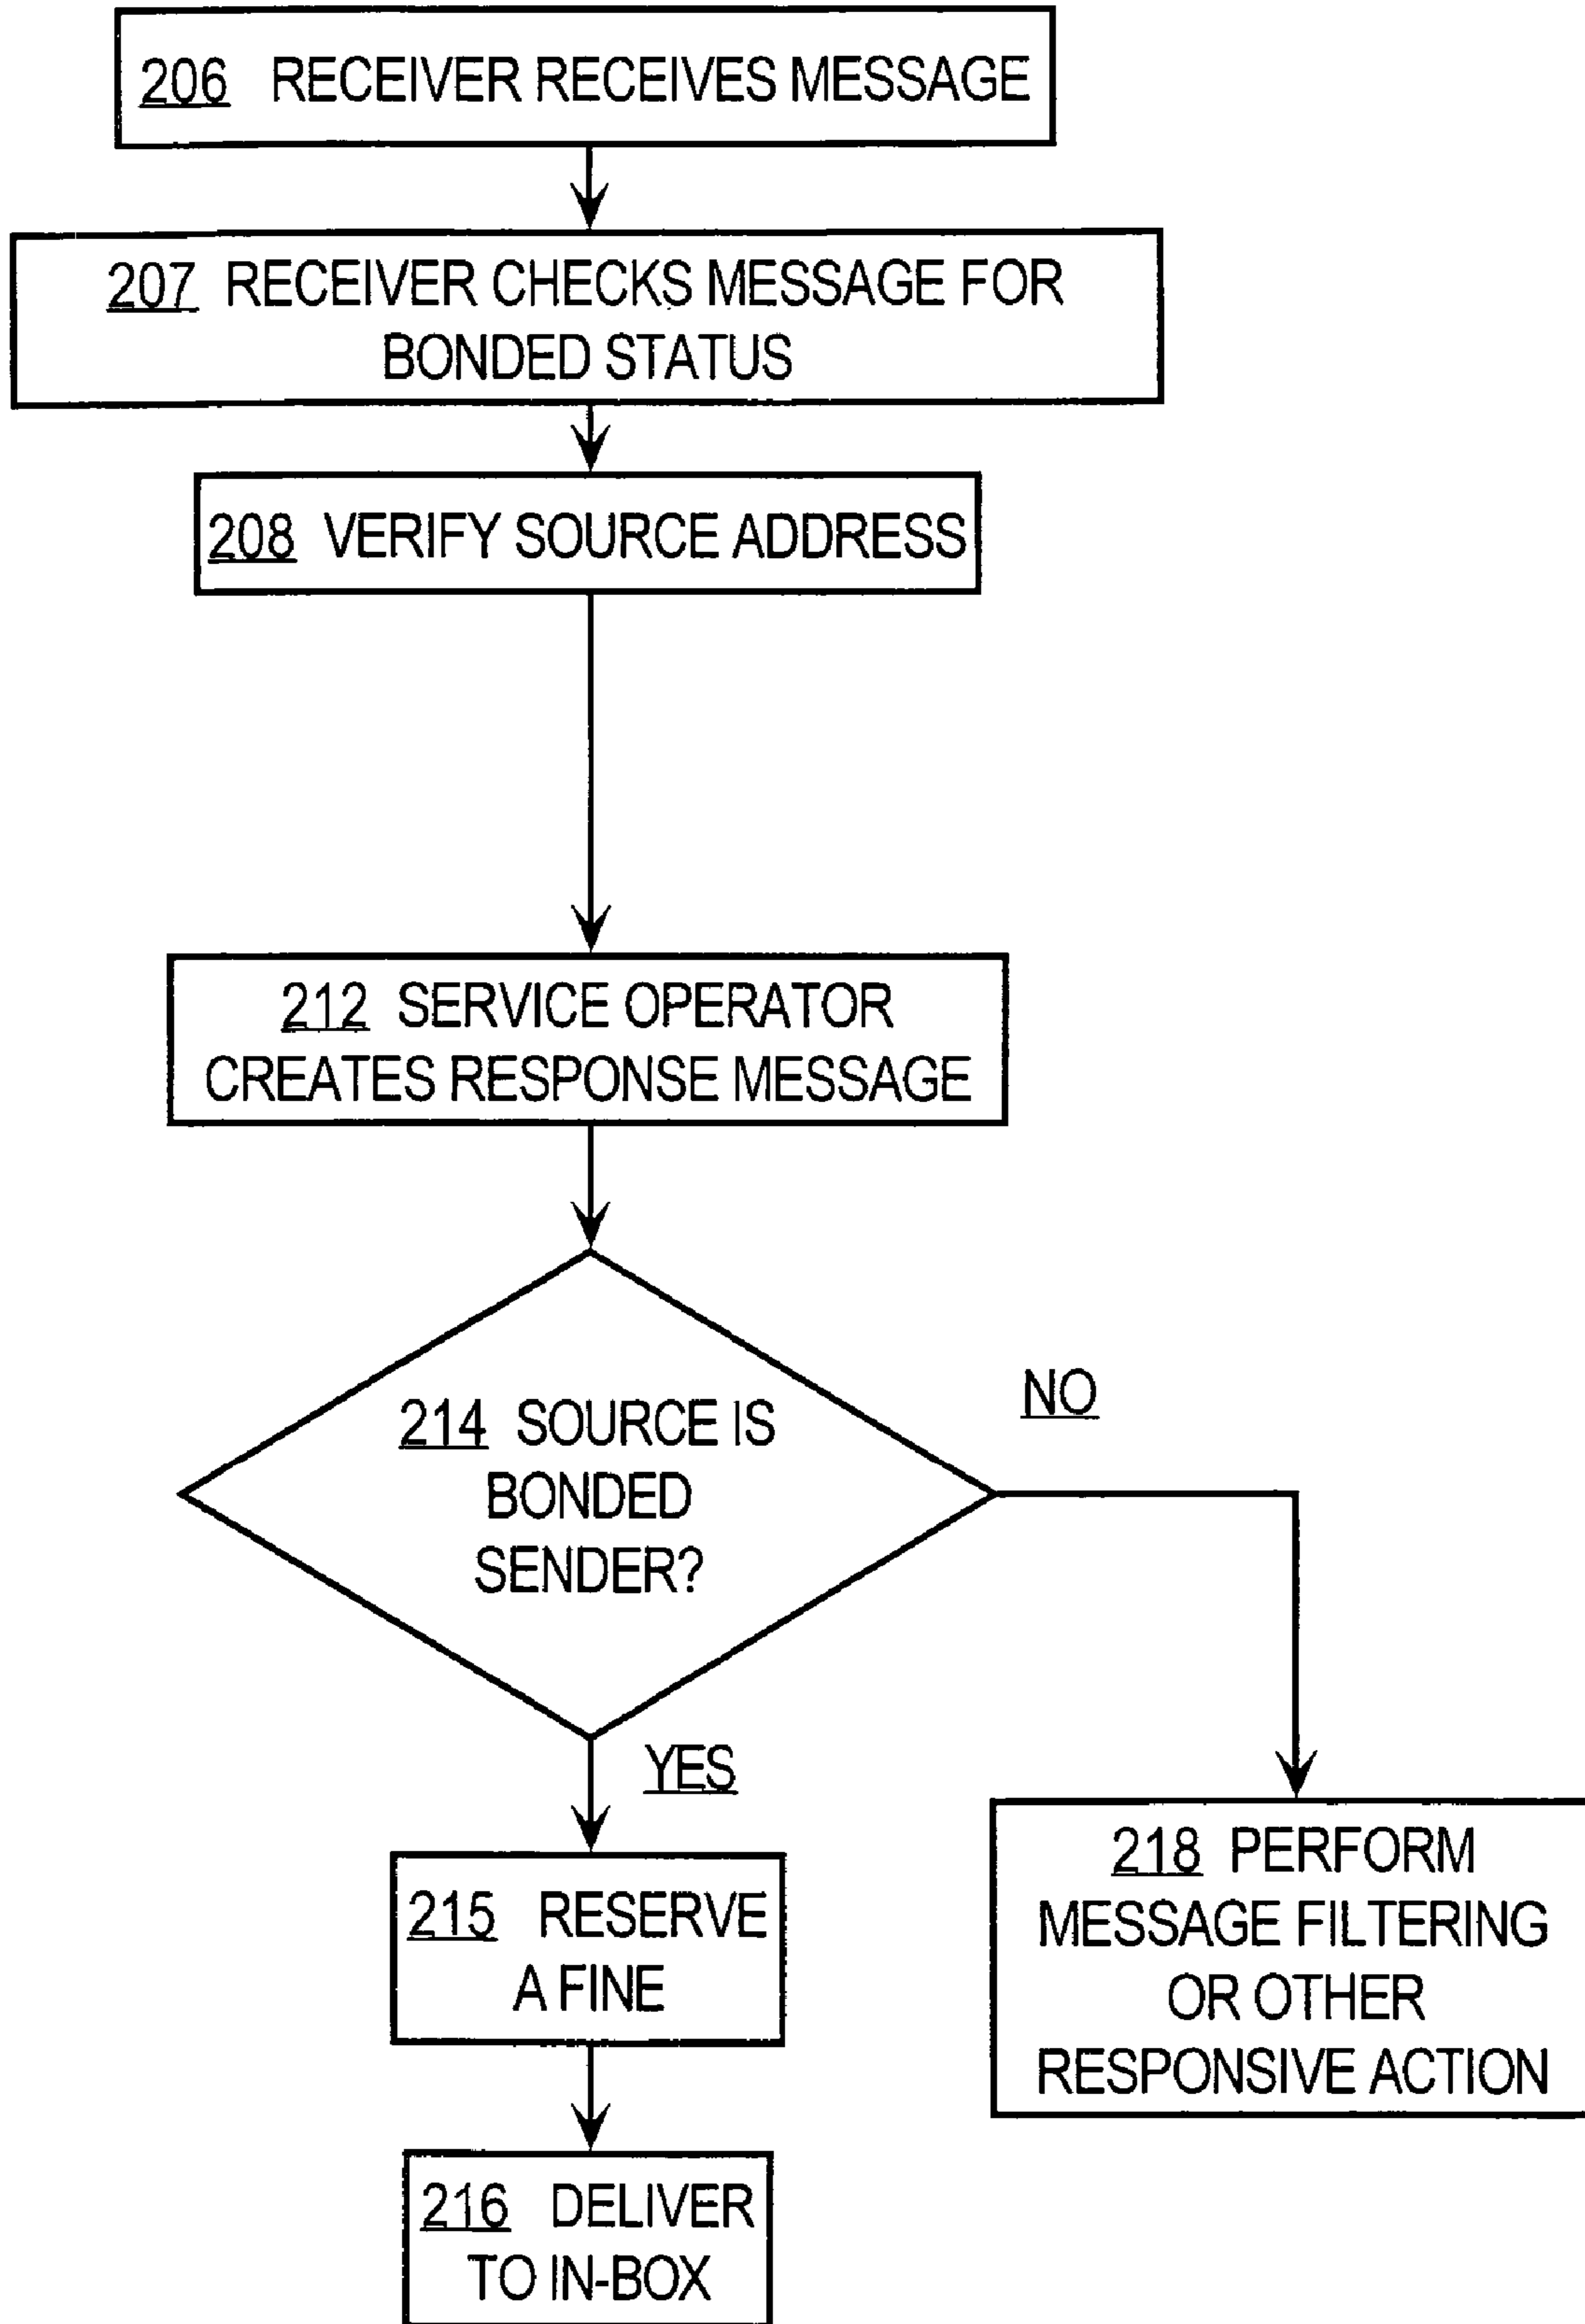 206 RECEIVER RECEIVES MESSAGE
207 RECEIVER CHECKS MESSAGE FOR
BONDED STATUS
208 VERIFY SOURCE ADDRESS
212 SERVICE OPERATOR
CREATES RESPONSE MESSAGE
214 SOURCE IS
BONDED
SENDER?
NO
YES
215 RESERVE
A FINE
218 PERFORM
MESSAGE FILTERING
OR OTHER
RESPONSIVE ACTION
216 DELIVER
TO IN-BOX